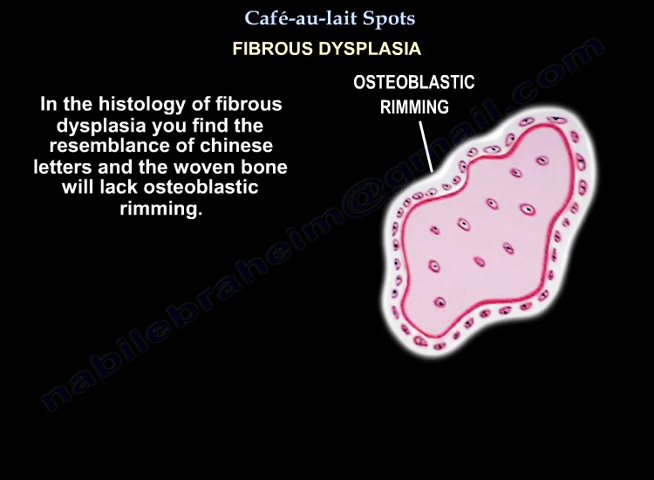 Café-au-lait Spots
FIBROUS DYSPLASIA
In the histology of fibrous
dysplasia you find the
resemblance of chinese
letters and the woven bone
will lack osteoblastic
rimming.
OSTEOBLASTIC
RIMMING
nabilebraheim@gmail.com